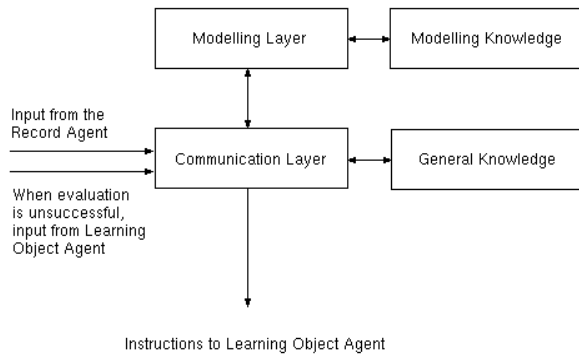 Modelling Layer
Modelling Knowledge
Input from the
Record Agent
Communication Layer
General Knowledge
When evaluation
is unsuccessful,
input from Learning
Object Agent
Instructions to Learning Object Agent